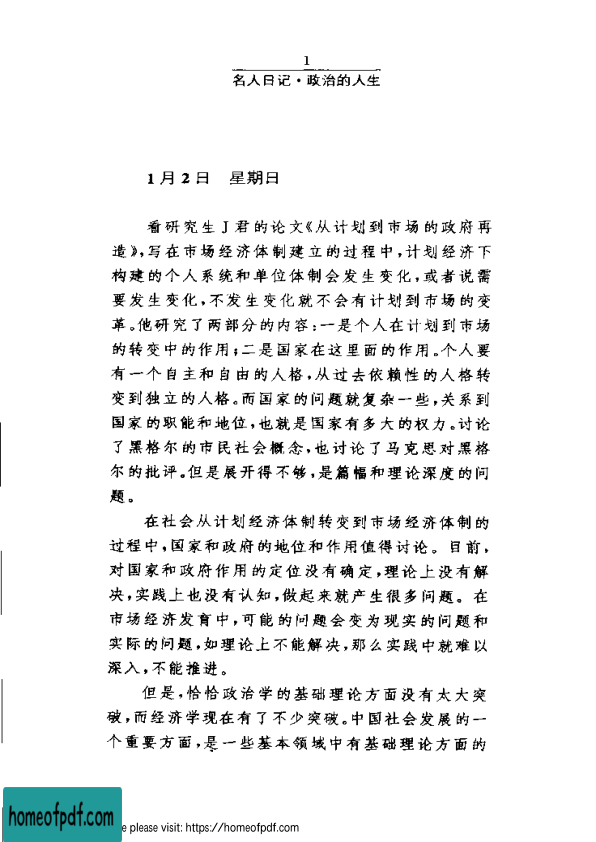 1
名人日记·政治的人生
1月2日 星期日
看研究生J君的论文《从计划到市场的政府再
造》,写在市场经济体制建立的过程中,计划经济下
构建的个人系统和单位体制会发生变化,或者说需
要发生变化,不发生变化就不会有计划到市场的变
革。他研究了两部分的内容:一是个人在计划到市场
的转变中的作用;二是国家在这里面的作用。个人要
有一个自主和自由的人格,从过去依赖性的人格转
变到独立的人格。而国家的问题就复杂一些,关系到
国家的职能和地位,也就是国家有多大的权力。讨论
了黑格尔的市民社会概念,也讨论了马克思对黑格
尔的批评。但是展开得不够,是篇幅和理论深度的问
题。
在社会从计划经济体制转变到市场经济体制的
过程中,国家和政府的地位和作用值得讨论。目前,
对国家和政府作用的定位没有确定,理论上没有解
决,实践上也没有认知,做起来就产生很多问题。在
市场经济发育中,可能的问题会变为现实的问题和
实际的问题,如理论上不能解决,那么实践中就难以
深入,不能推进。
但是,恰恰政治学的基础理论方面没有太大突
破,而经济学现在有了不少突破。中国社会发展的一
个重要方面,是一些基本领域中有基础理论方面的
homeofpdf.com
e please visit: https://homeofpdf.com